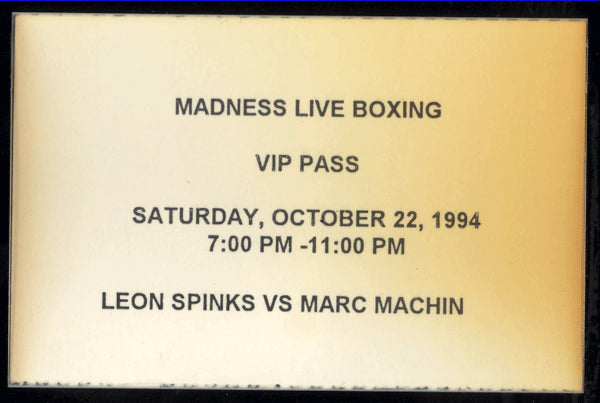 MADNESS LIVE BOXING
VIP PASS
SATURDAY, OCTOBER 22, 1994
7:00 PM -11:00 PM
LEON SPINKS VS MARC MACHIN